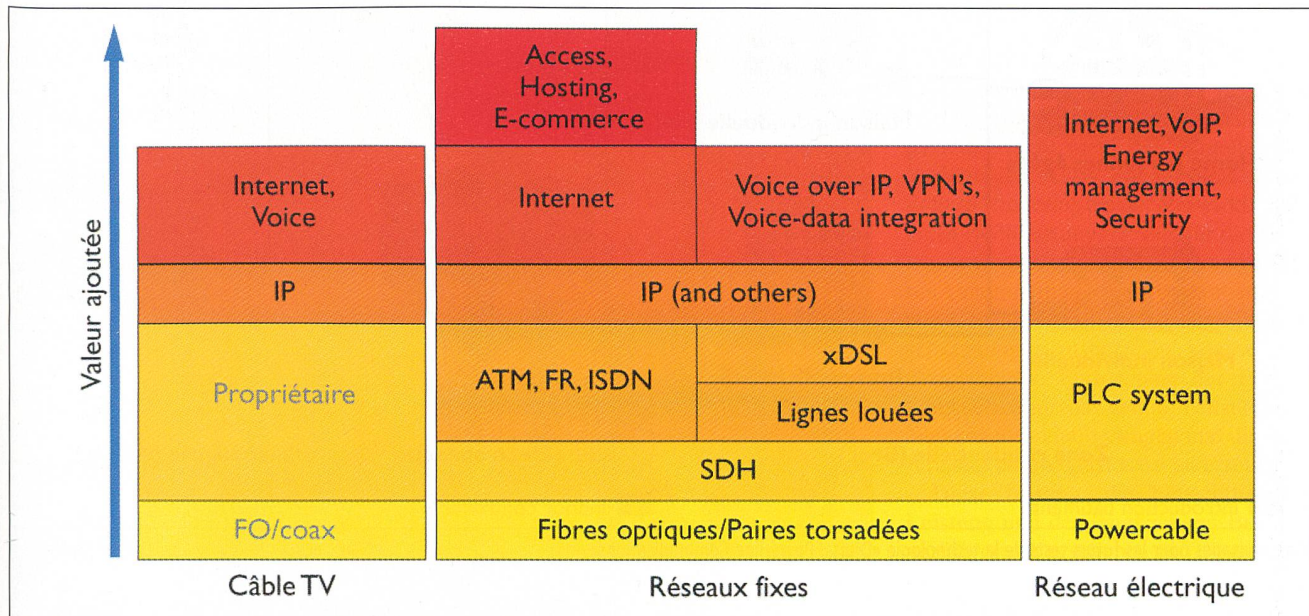 Valeur ajoutée
Internet,
Voice
IP
Propriétaire
FO/coax
Câble TV
Access,
Hosting,
E-commerce
Internet
Voice over IP, VPN's,
Voice-data integration
IP (and others)
ATM, FR, ISDN
xDSL
Lignes louées
SDH
Fibres optiques/Paires torsadées
Réseaux fixes
Internet, VoIP,
Energy
management,
Security
IP
PLC system
Powercable
Réseau électrique